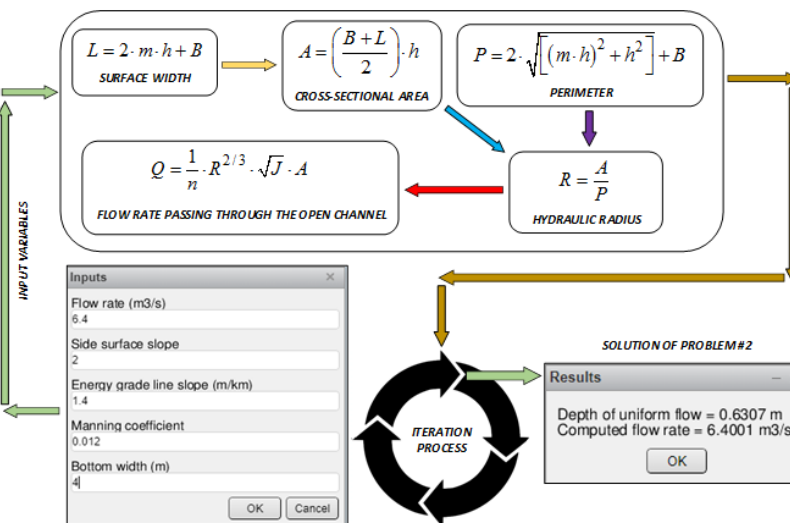 L = 2· m · h + B
SURFACE WIDTH
A = ((B + L) / 2) · h
CROSS-SECTIONAL AREA
P = 2 · √[(m·h)² + h²] + B
PERIMETER
Q = 1/n · R^2/3 · √J · A
FLOW RATE PASSING THROUGH THE OPEN CHANNEL
R = A/P
HYDRAULIC RADIUS
INPUT VARIABLES
Inputs
Flow rate (m3/s)
6.4
Side surface slope
2
Energy grade line slope (m/km)
1.4
Manning coefficient
0.012
Bottom width (m)
4
OK Cancel
ITERATION
PROCESS
SOLUTION OF PROBLEM #2
Results
Depth of uniform flow = 0.6307 m
Computed flow rate = 6.4001 m3/s
OK